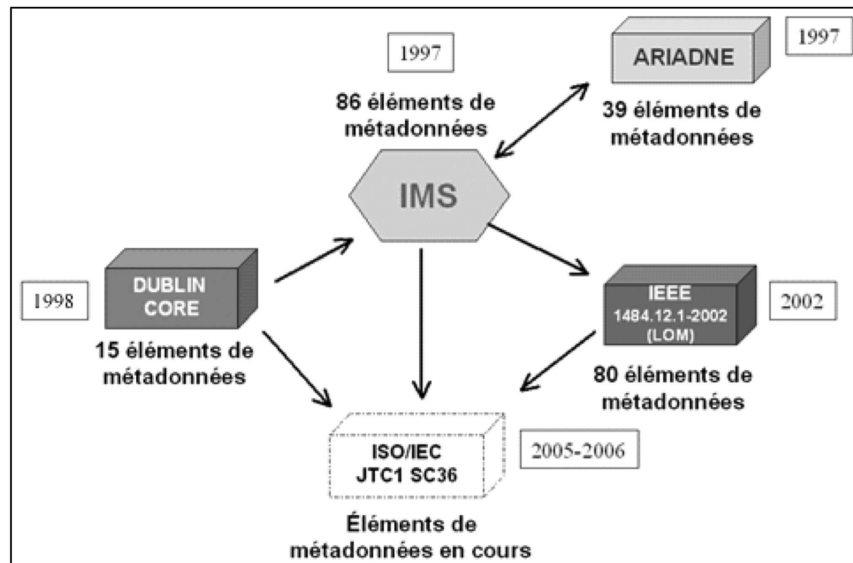 1997
ARIADNE
1997
86 éléments de
métadonnées
39 éléments de
métadonnées
IMS
1998
DUBLIN
CORE
15 éléments de
métadonnées
IEEE
1484.12.1-2002
(LOM)
2002
80 éléments de
métadonnées
ISO/IEC
JTC1 SC36
2005-2006
Éléments de
métadonnées en cours